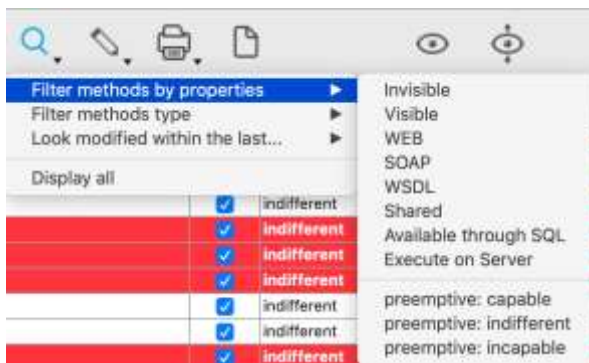 Filter methods by properties
Filter methods type
Look modified within the last...
Display all
Invisible
Visible
WEB
SOAP
WSDL
Shared
Available through SQL
Execute on Server
preemptive: capable
preemptive: indifferent
preemptive: incapable
indifferent
indifferent
indifferent
indifferent
indifferent
indifferent
indifferent